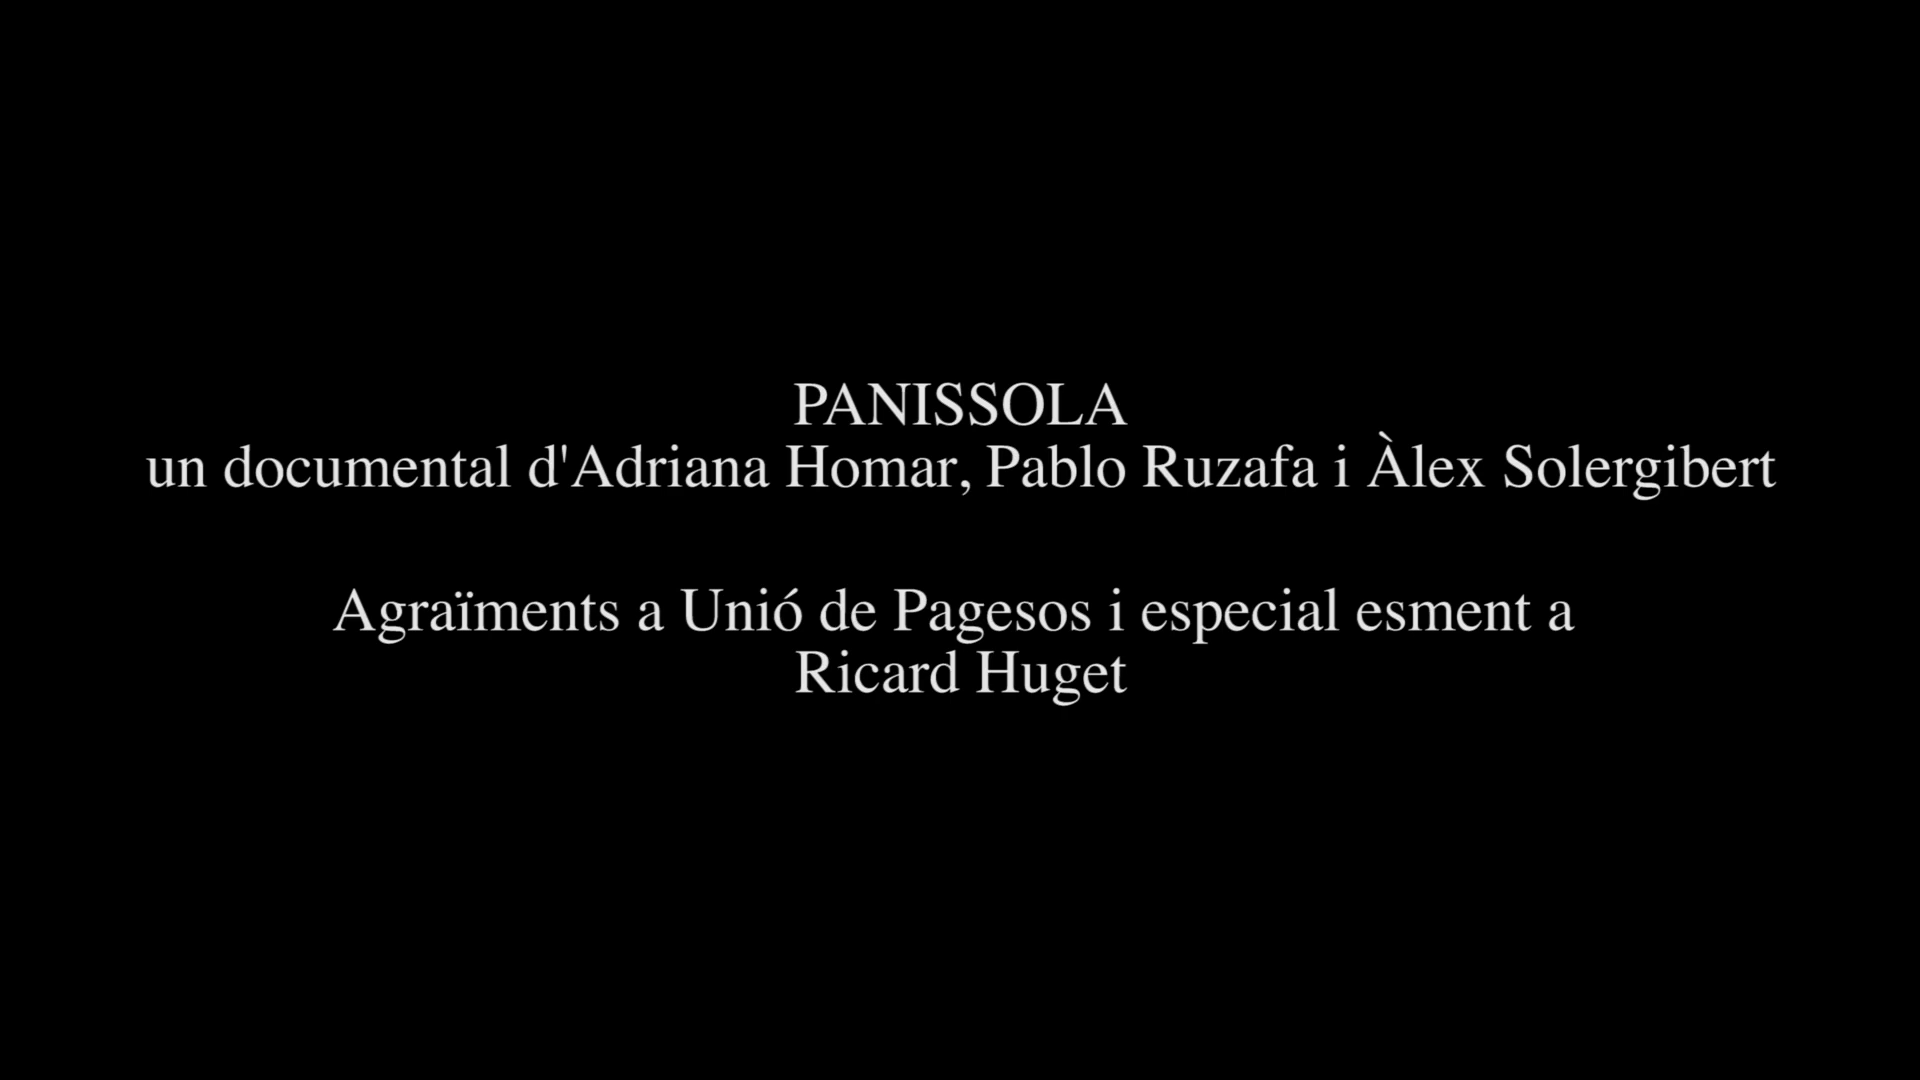 PANISSOLA
un documental d'Adriana Homar, Pablo Ruzafa i Àlex Solergibert
Agraïments a Unió de Pagesos i especial esment a
Ricard Huget